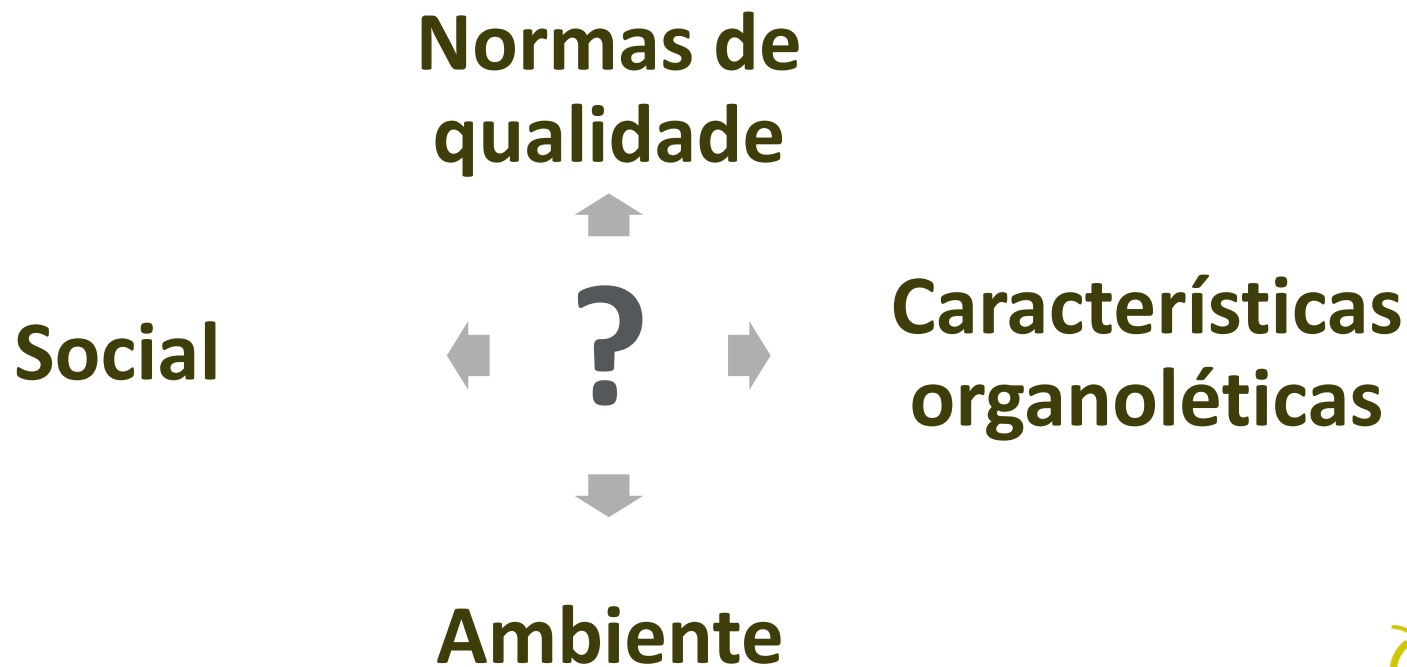 Normas de
qualidade
Social
?
Características
organoléticas
Ambiente